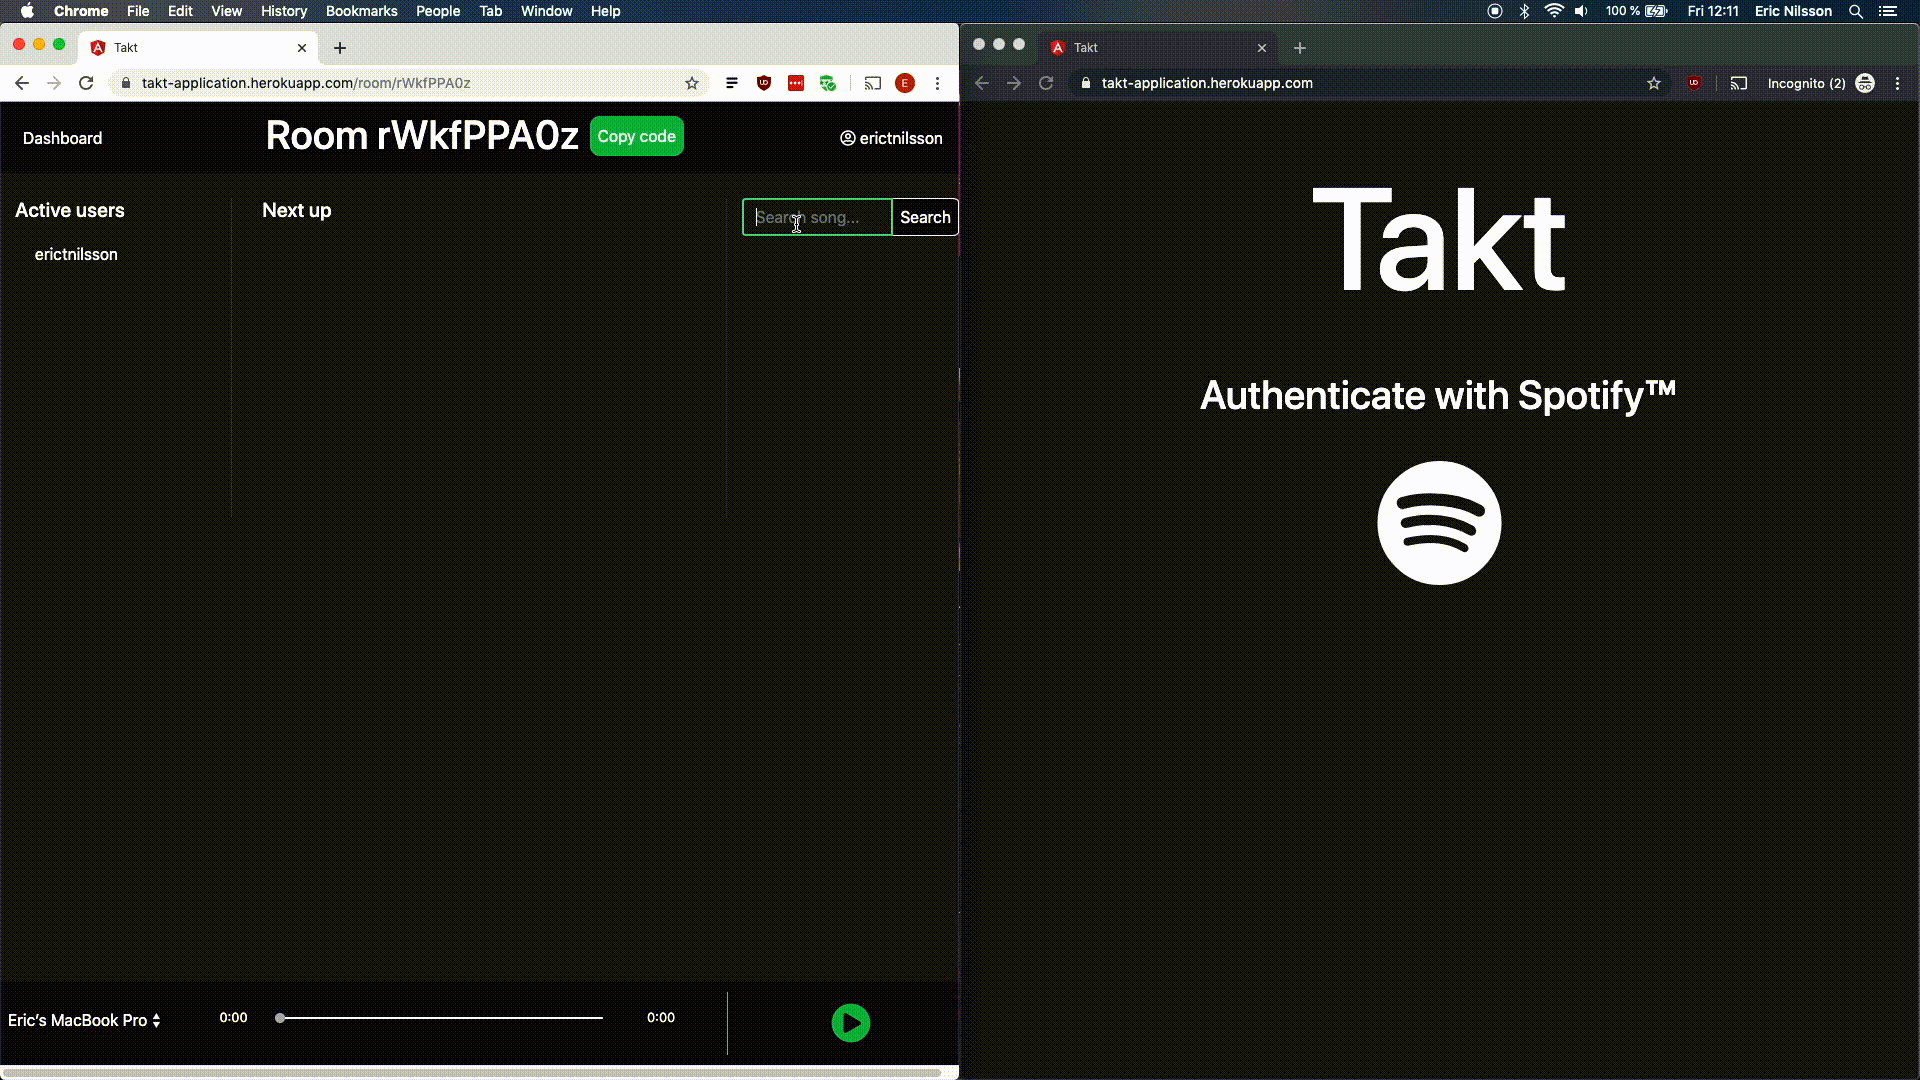 Chrome File Edit View History Bookmarks People Tab Window Help
100 % Fri 12:11 Eric Nilsson
Takt
takt-application.herokuapp.com/room/rWkfPPA0z
E
Dashboard
Room rWkfPPA0z
Copy code
erictnilsson
Active users
erictnilsson
Next up
Search song...
Search
Eric's MacBook Pro
0:00
0:00
Takt
takt-application.herokuapp.com
Incognito (2)
Takt
Authenticate with Spotify™